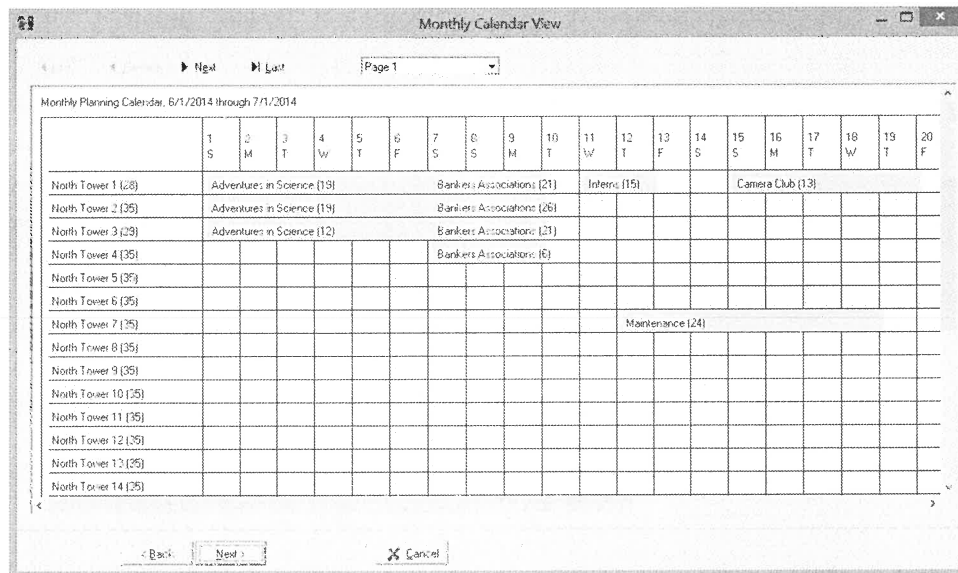 Monthly Calendar View
Next Last Page 1
Monthly Planning Calendar, 6/1/2014 through 7/1/2014
1 2 3 4 5 6 7 8 9 10 11 12 13 14 15 16 17 18 19 20
S M T W T F S S M T W T F S S M T W T F
North Tower 1 (28) Adventures in Science (19) Bankers Associations (21) Interns (15) Camera Club (13)
North Tower 2 (35) Adventures in Science (19) Bankers Associations (26)
North Tower 3 (29) Adventures in Science (12) Bankers Associations (21)
North Tower 4 (35) Bankers Associations (6)
North Tower 5 (35)
North Tower 6 (35)
North Tower 7 (35) Maintenance (24)
North Tower 8 (35)
North Tower 9 (35)
North Tower 10 (35)
North Tower 11 (35)
North Tower 12 (35)
North Tower 13 (35)
North Tower 14 (35)
< Back Next > Cancel